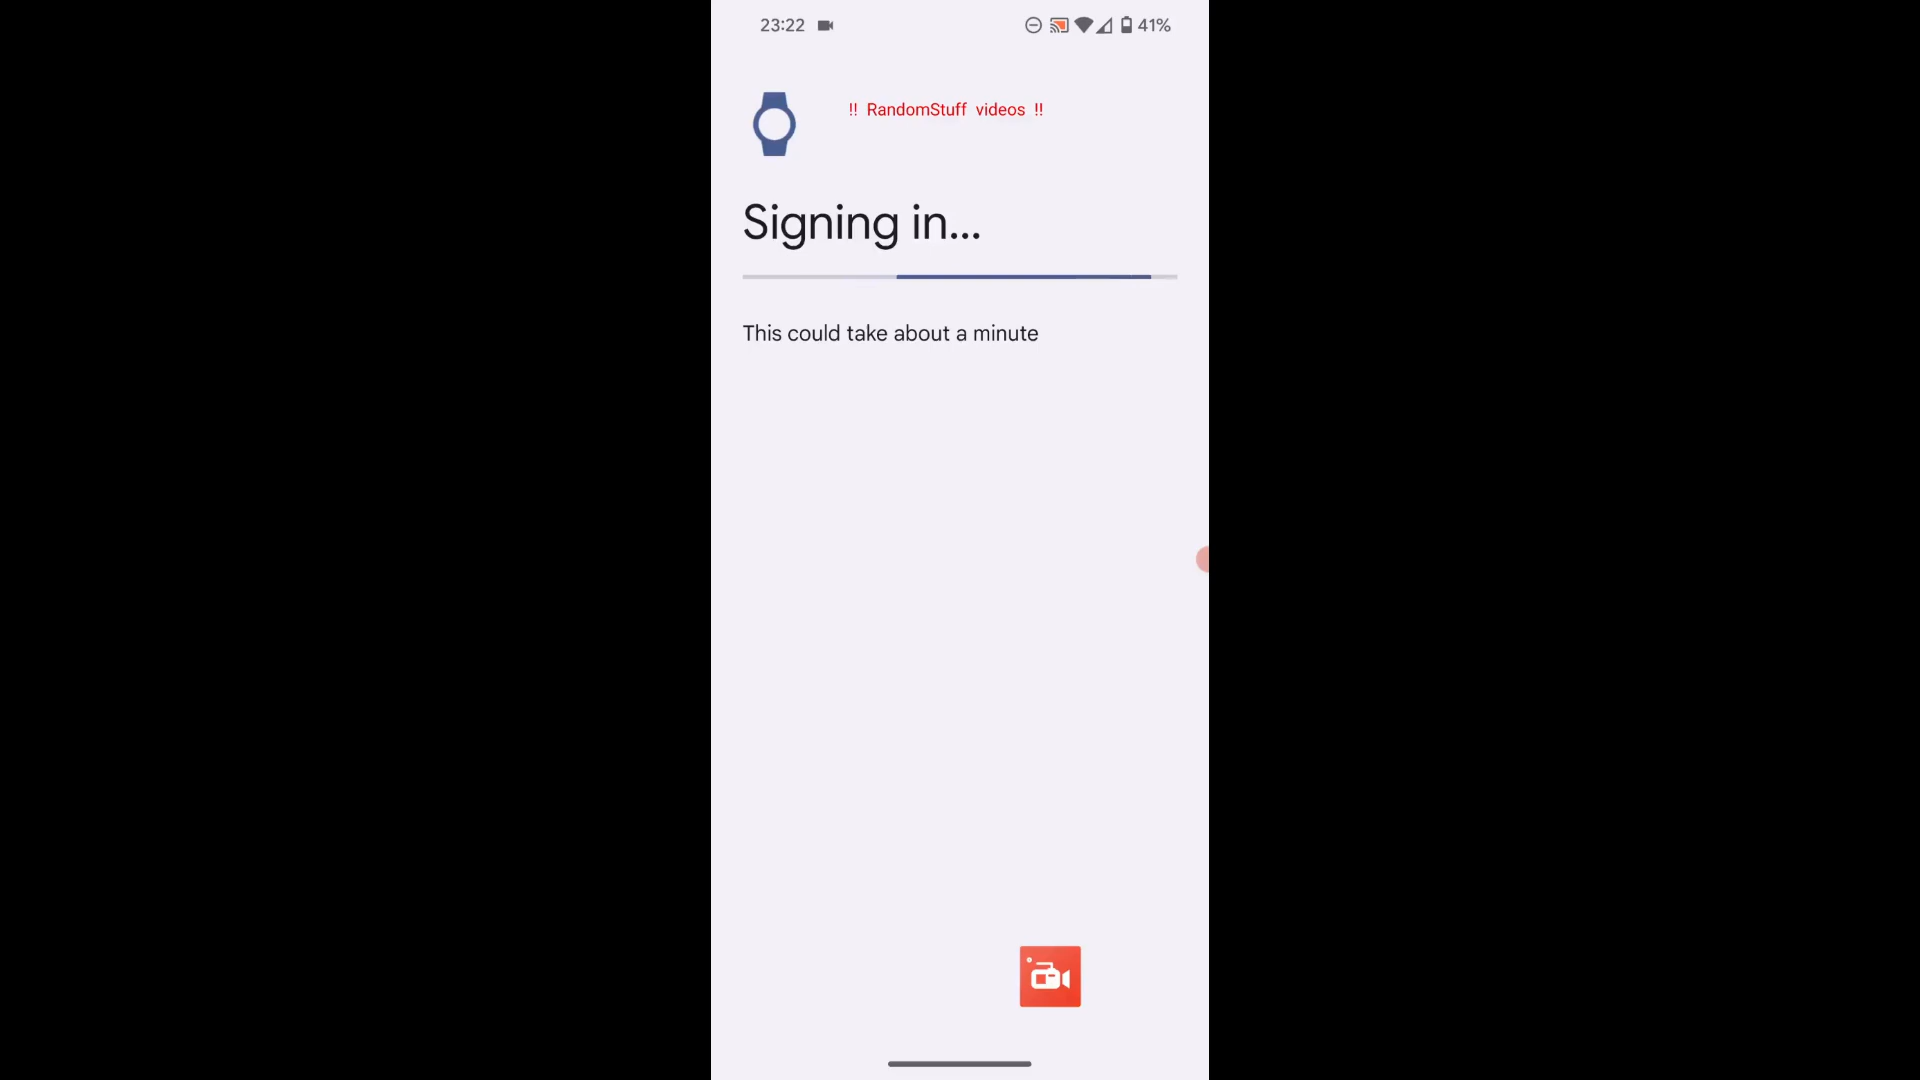 23:22
41%
!! RandomStuff videos !!
Signing in...
This could take about a minute